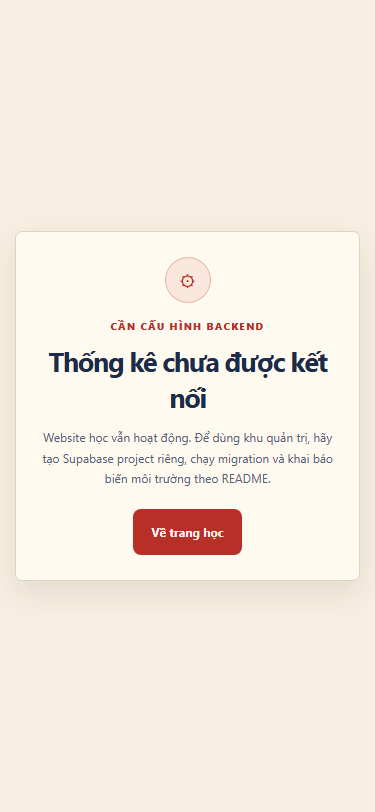 CẦN CẤU HÌNH BACKEND
Thống kê chưa được kết
nối
Website học vẫn hoạt động. Để dùng khu quản trị, hãy
tạo Supabase project riêng, chạy migration và khai báo
biến môi trường theo README.
Về trang học